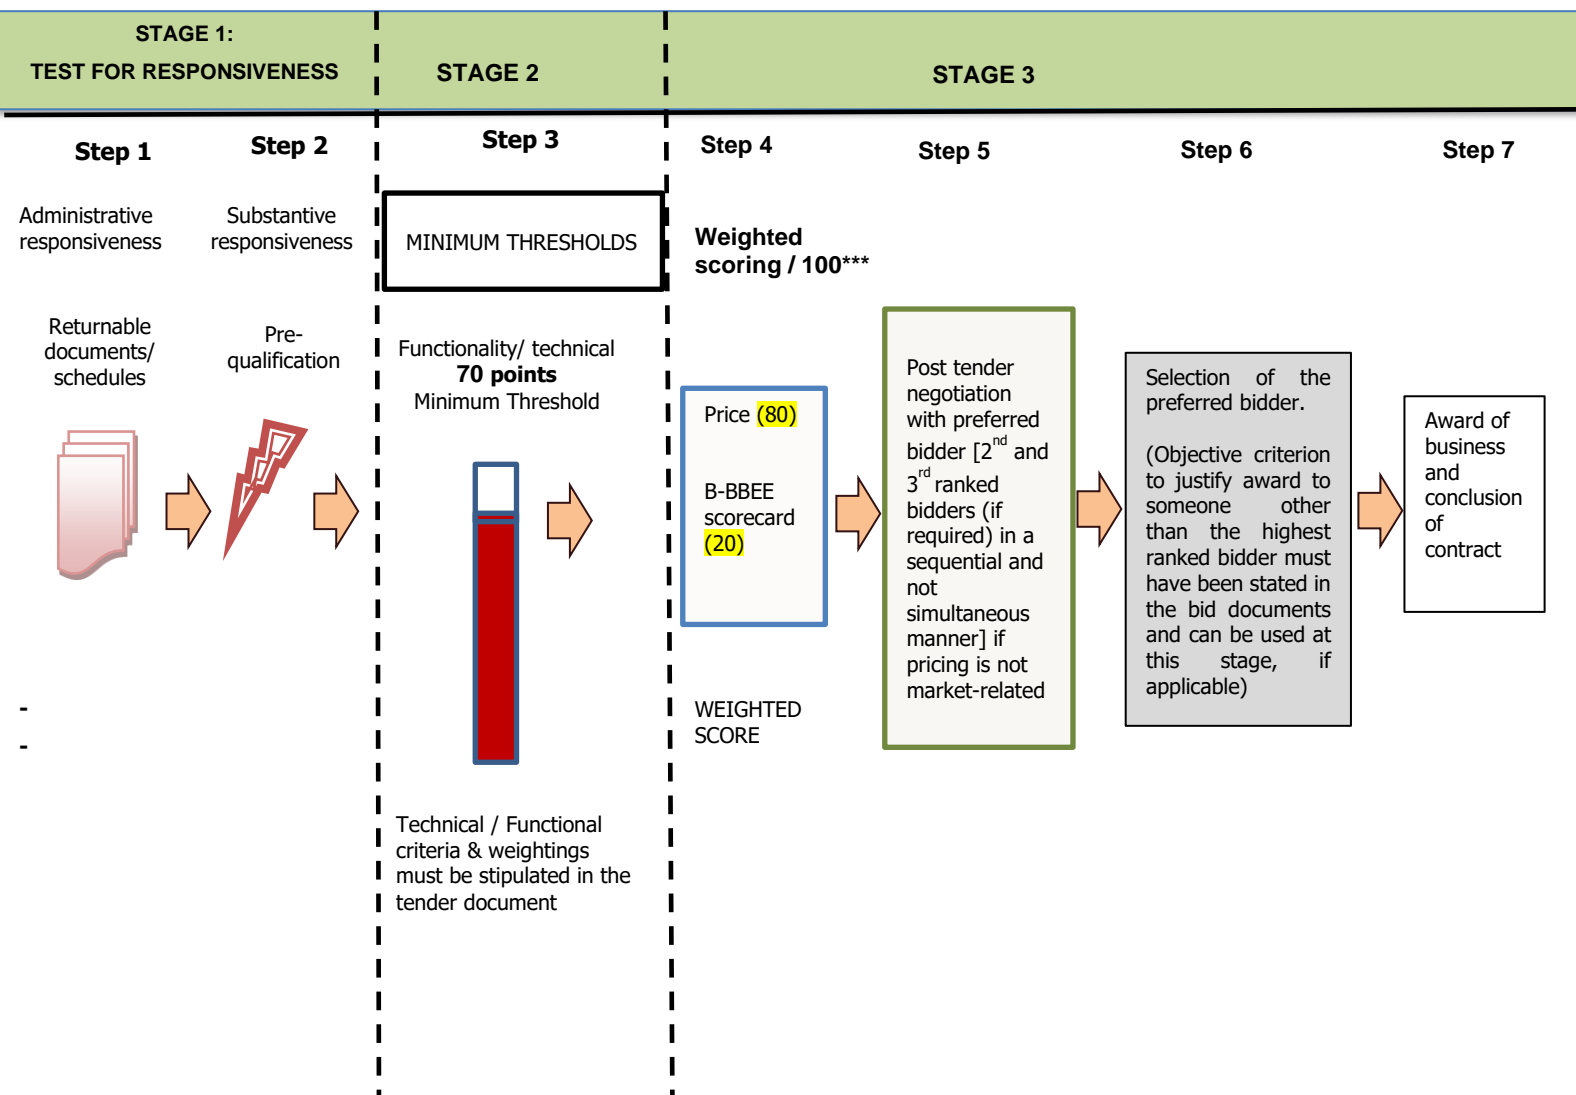 STAGE 1:
TEST FOR RESPONSIVENESS
STAGE 2
STAGE 3
Step 1
Step 2
Step 3
Step 4
Step 5
Step 6
Step 7
Administrative
responsiveness
Substantive
responsiveness
MINIMUM THRESHOLDS
Weighted
scoring / 100***
Returnable
documents/
schedules
Pre-
qualification
Functionality/ technical
70 points
Minimum Threshold
Price (80)
B-BBEE
scorecard
(20)
WEIGHTED
SCORE
Post tender
negotiation
with preferred
bidder [2nd and
3rd ranked
bidders (if
required) in a
sequential and
not
simultaneous
manner] if
pricing is not
market-related
Selection of the
preferred bidder.
(Objective criterion
to justify award to
someone other
than the highest
ranked bidder must
have been stated in
the bid documents
and can be used at
this stage, if
applicable)
Award of
business
and
conclusion
of
contract
-
-
Technical / Functional
criteria & weightings
must be stipulated in the
tender document